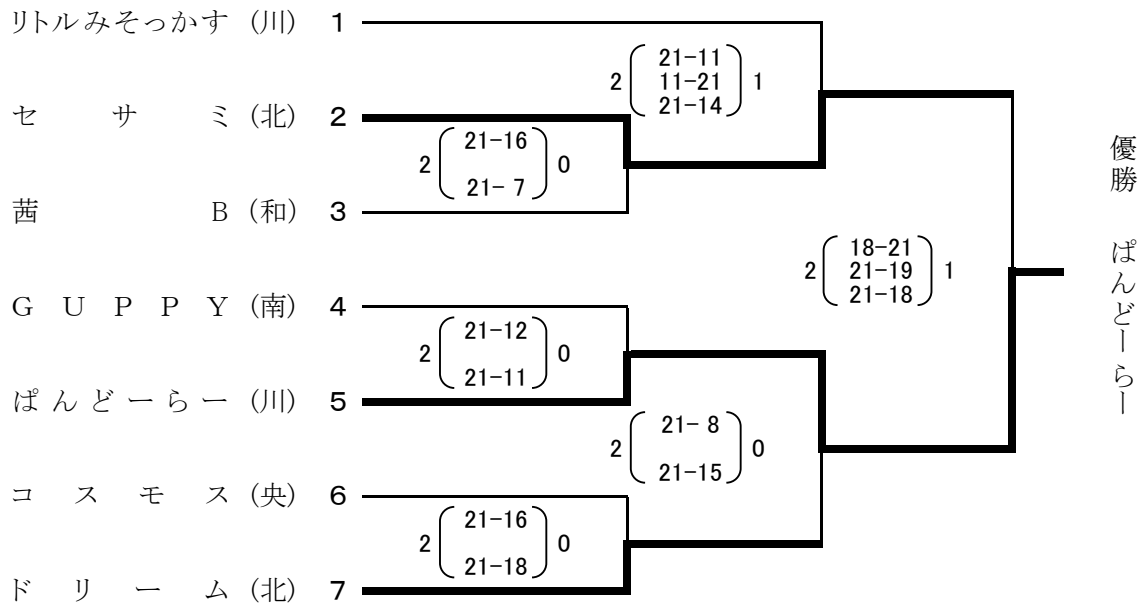 リトルみそっかす (川) 1
2 21-11 1
11-21
21-14
セサミ (北) 2
2 21-16 0
21- 7
茜B (和) 3
優勝 ぱんどーらー
2 18-21 1
21-19
21-18
GUPPY (南) 4
2 21-12 0
21-11
ぱんどーらー (川) 5
2 21- 8 0
21-15
コスモス (央) 6
2 21-16 0
21-18
ドリーム (北) 7